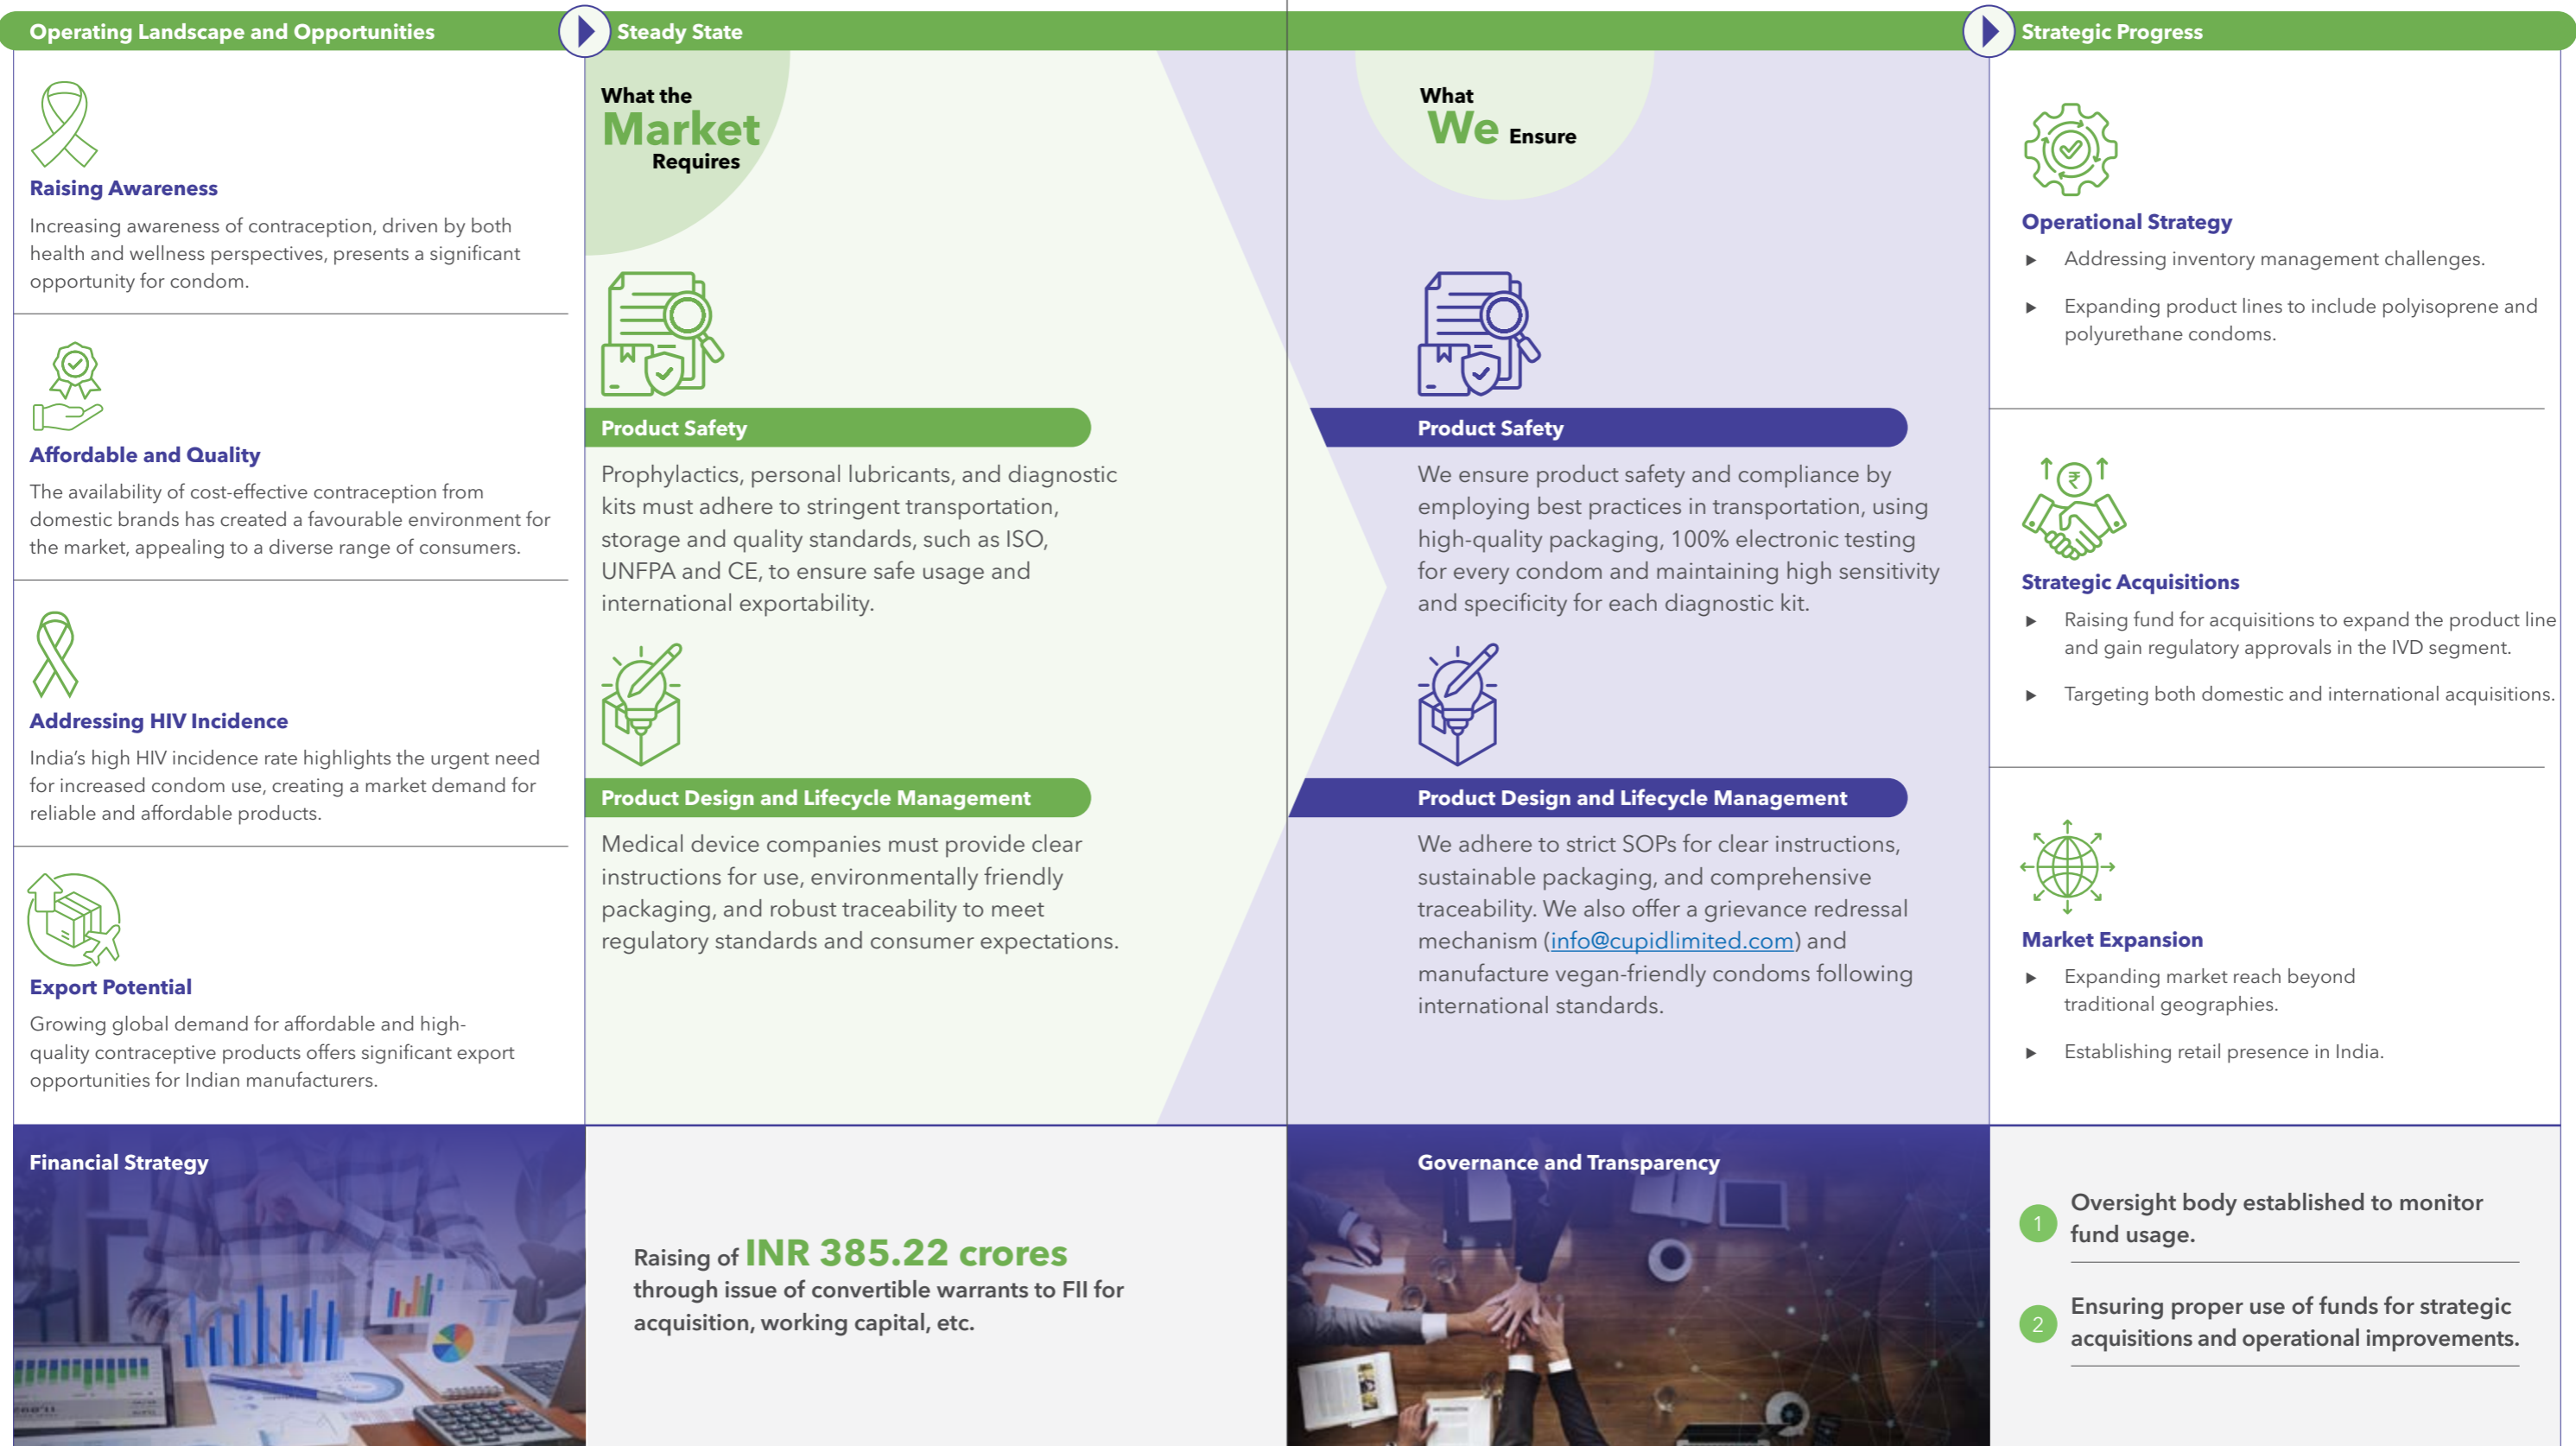 Operating Landscape and Opportunities
Raising Awareness
Increasing awareness of contraception, driven by both
health and wellness perspectives, presents a significant
opportunity for condom.
Affordable and Quality
The availability of cost-effective contraception from
domestic brands has created a favourable environment for
the market, appealing to a diverse range of consumers.
Addressing HIV Incidence
India's high HIV incidence rate highlights the urgent need
for increased condom use, creating a market demand for
reliable and affordable products.
Export Potential
Growing global demand for affordable and high-
quality contraceptive products offers significant export
opportunities for Indian manufacturers.
Steady State
What the
Market
Requires
Product Safety
Prophylactics, personal lubricants, and diagnostic
kits must adhere to stringent transportation,
storage and quality standards, such as ISO,
UNFPA and CE, to ensure safe usage and
international exportability.
Product Design and Lifecycle Management
Medical device companies must provide clear
instructions for use, environmentally friendly
packaging, and robust traceability to meet
regulatory standards and consumer expectations.
What
We Ensure
Product Safety
We ensure product safety and compliance by
employing best practices in transportation, using
high-quality packaging, 100% electronic testing
for every condom and maintaining high sensitivity
and specificity for each diagnostic kit.
Product Design and Lifecycle Management
We adhere to strict SOPs for clear instructions,
sustainable packaging, and comprehensive
traceability. We also offer a grievance redressal
mechanism (info@cupidlimited.com) and
manufacture vegan-friendly condoms following
international standards.
Strategic Progress
Operational Strategy
Addressing inventory management challenges.
Expanding product lines to include polyisoprene and
polyurethane condoms.
₹
Strategic Acquisitions
Raising fund for acquisitions to expand the product line
and gain regulatory approvals in the IVD segment.
Targeting both domestic and international acquisitions.
Market Expansion
Expanding market reach beyond
traditional geographies.
Establishing retail presence in India.
Financial Strategy
Raising of INR 385.22 crores
through issue of convertible warrants to FII for
acquisition, working capital, etc.
Governance and Transparency
1 Oversight body established to monitor
fund usage.
2 Ensuring proper use of funds for strategic
acquisitions and operational improvements.